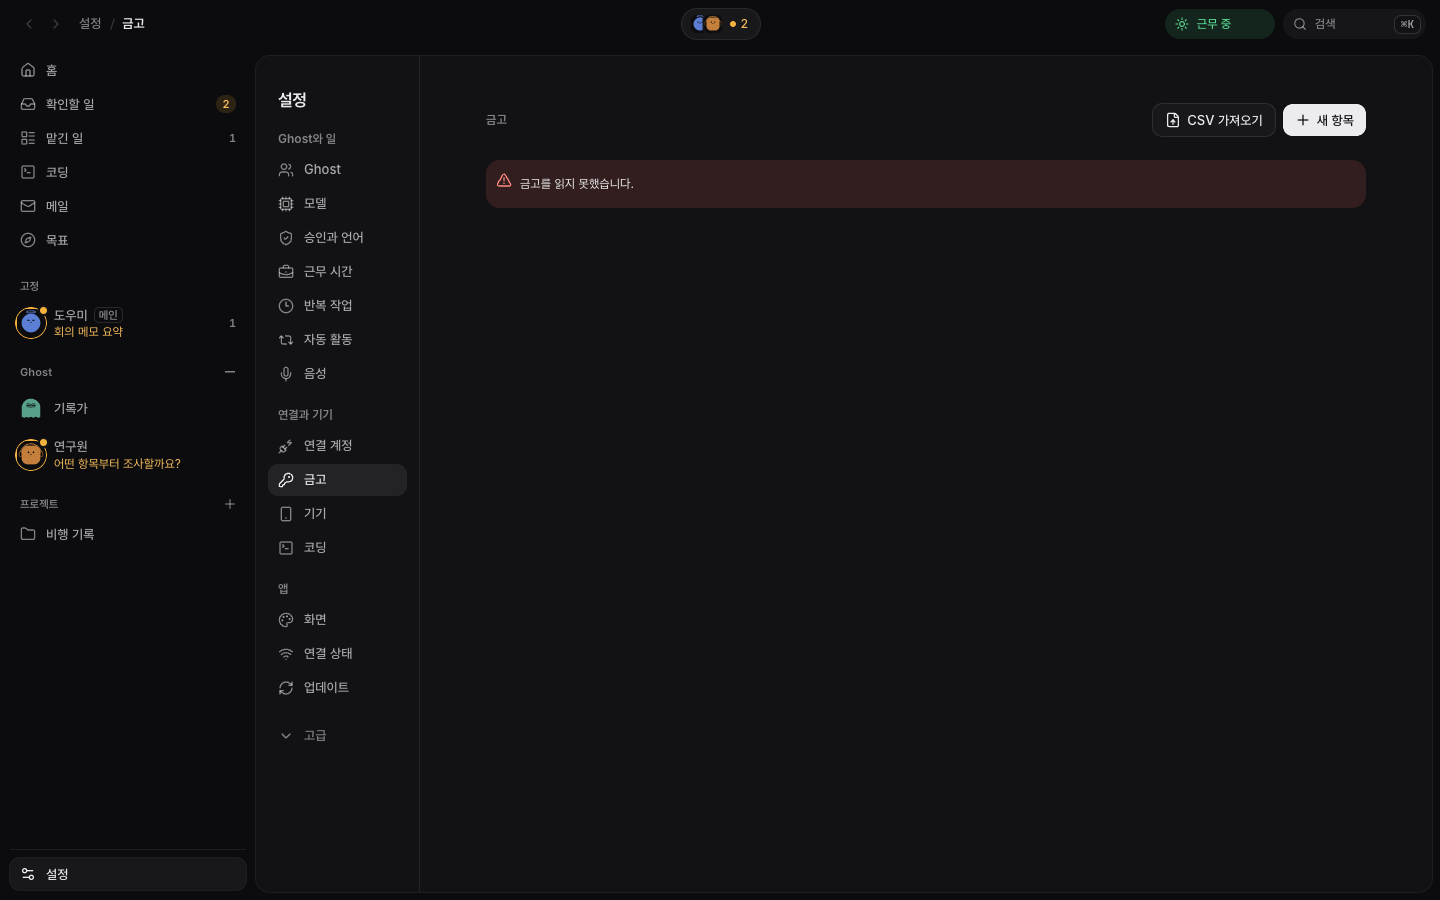 설정 / 금고
2
근무 중
검색
⌘K
홈
확인할 일
2
맡긴 일
1
코딩
메일
목표
고정
도우미 메인
회의 메모 요약
1
Ghost
기록가
연구원
어떤 항목부터 조사할까요?
프로젝트
비행 기록
설정
설정
Ghost와 일
Ghost
모델
승인과 언어
근무 시간
반복 작업
자동 활동
음성
연결과 기기
연결 계정
금고
기기
코딩
앱
화면
연결 상태
업데이트
고급
금고
CSV 가져오기
새 항목
금고를 읽지 못했습니다.